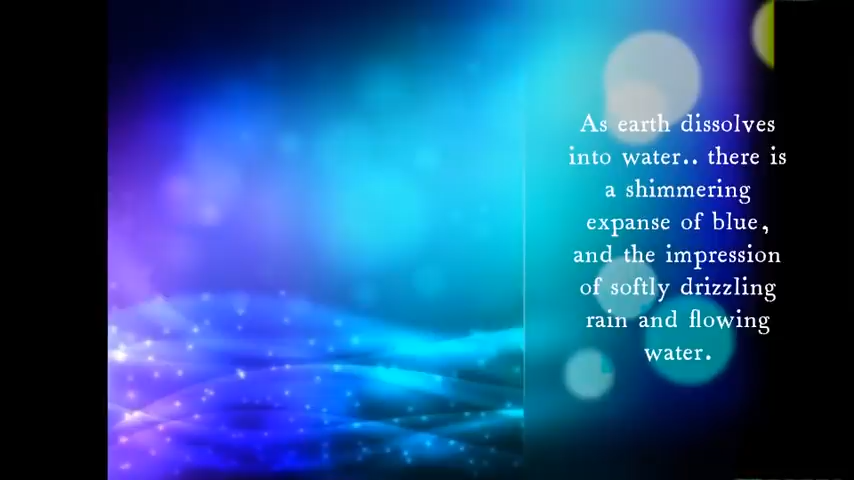 As earth dissolves
into water.. there is
a shimmering
expanse of blue,
and the impression
of softly drizzling
rain and flowing
water.